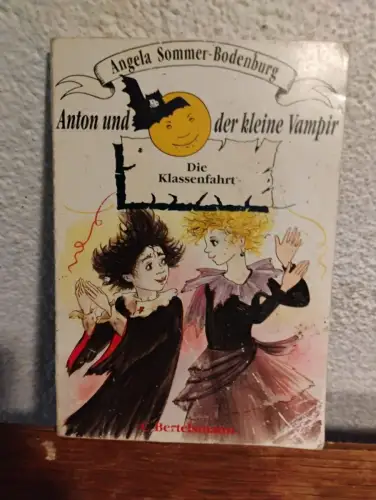 Angela Sommer-Bodenburg
Anton und der kleine Vampir
Die
Klassenfahrt
C. Bertelsmann